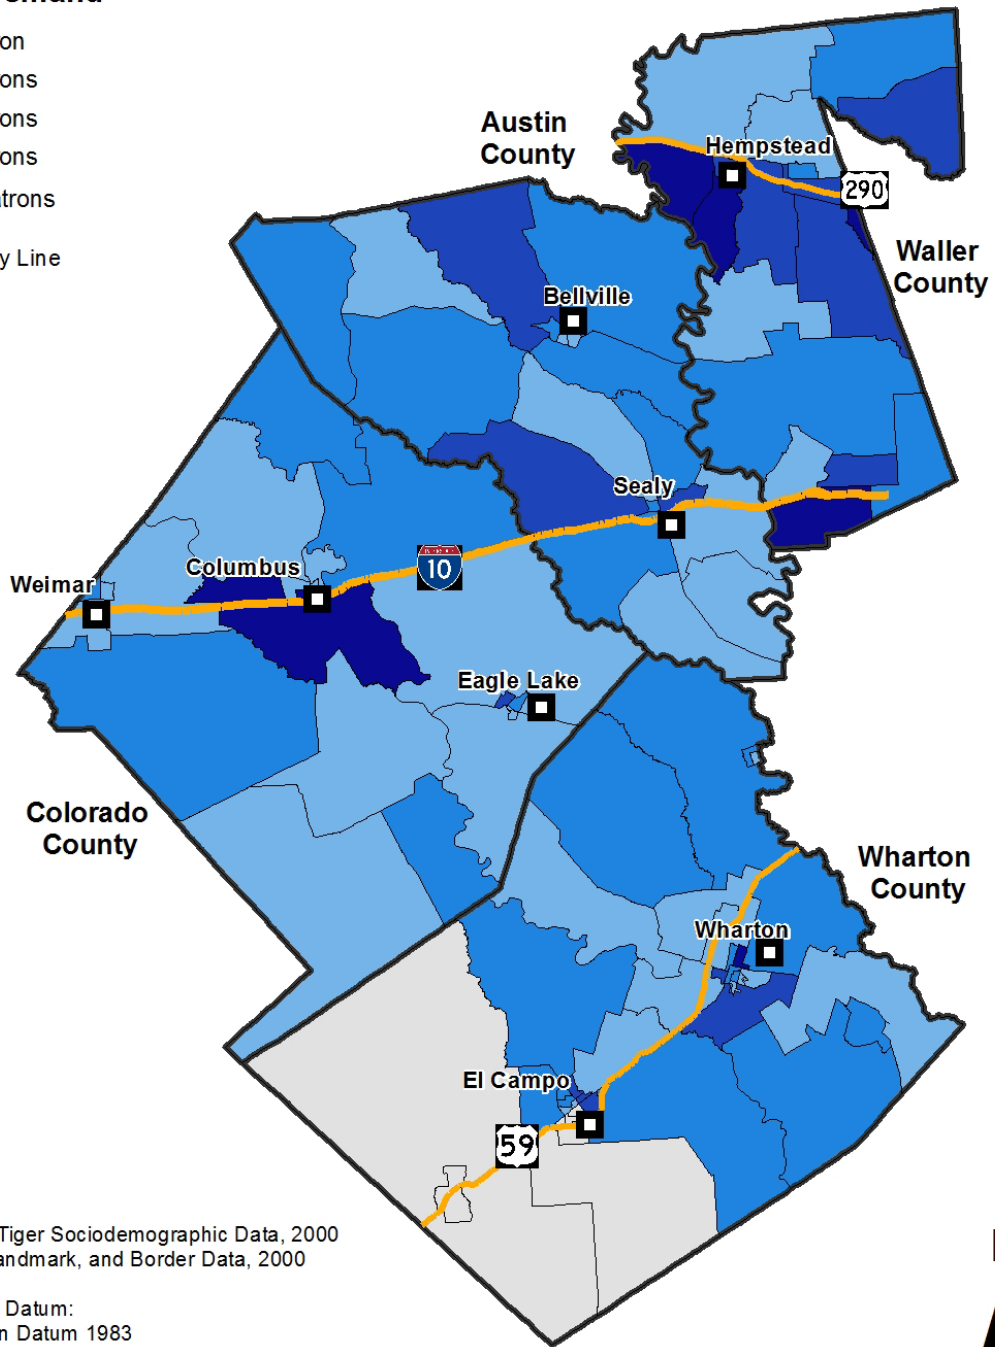 on
ons
ons
ons
atrons
y Line
Austin
County
Hempstead
290
Waller
County
Bellville
Sealy
Columbus
10
Weimar
Eagle Lake
Colorado
County
Wharton
County
Wharton
El Campo
59
Tiger Sociodemographic Data, 2000
andmark, and Border Data, 2000
Datum:
n Datum 1983